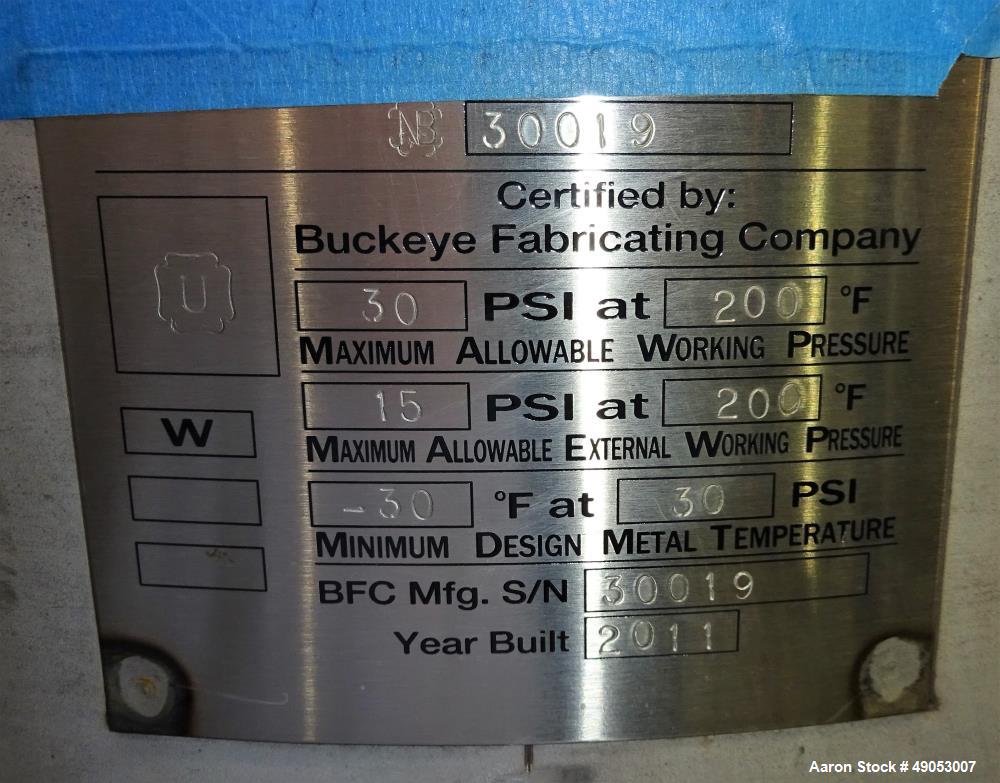 NB 30019
Certified by:
Buckeye Fabricating Company
U
30 PSI at 200 °F
MAXIMUM ALLOWABLE WORKING PRESSURE
15 PSI at 200 °F
W
MAXIMUM ALLOWABLE EXTERNAL WORKING PRESSURE
-30 °F at 30 PSI
MINIMUM DESIGN METAL TEMPERATURE
BFC Mfg. S/N 30019
Year Built 2011
Aaron Stock # 49053007